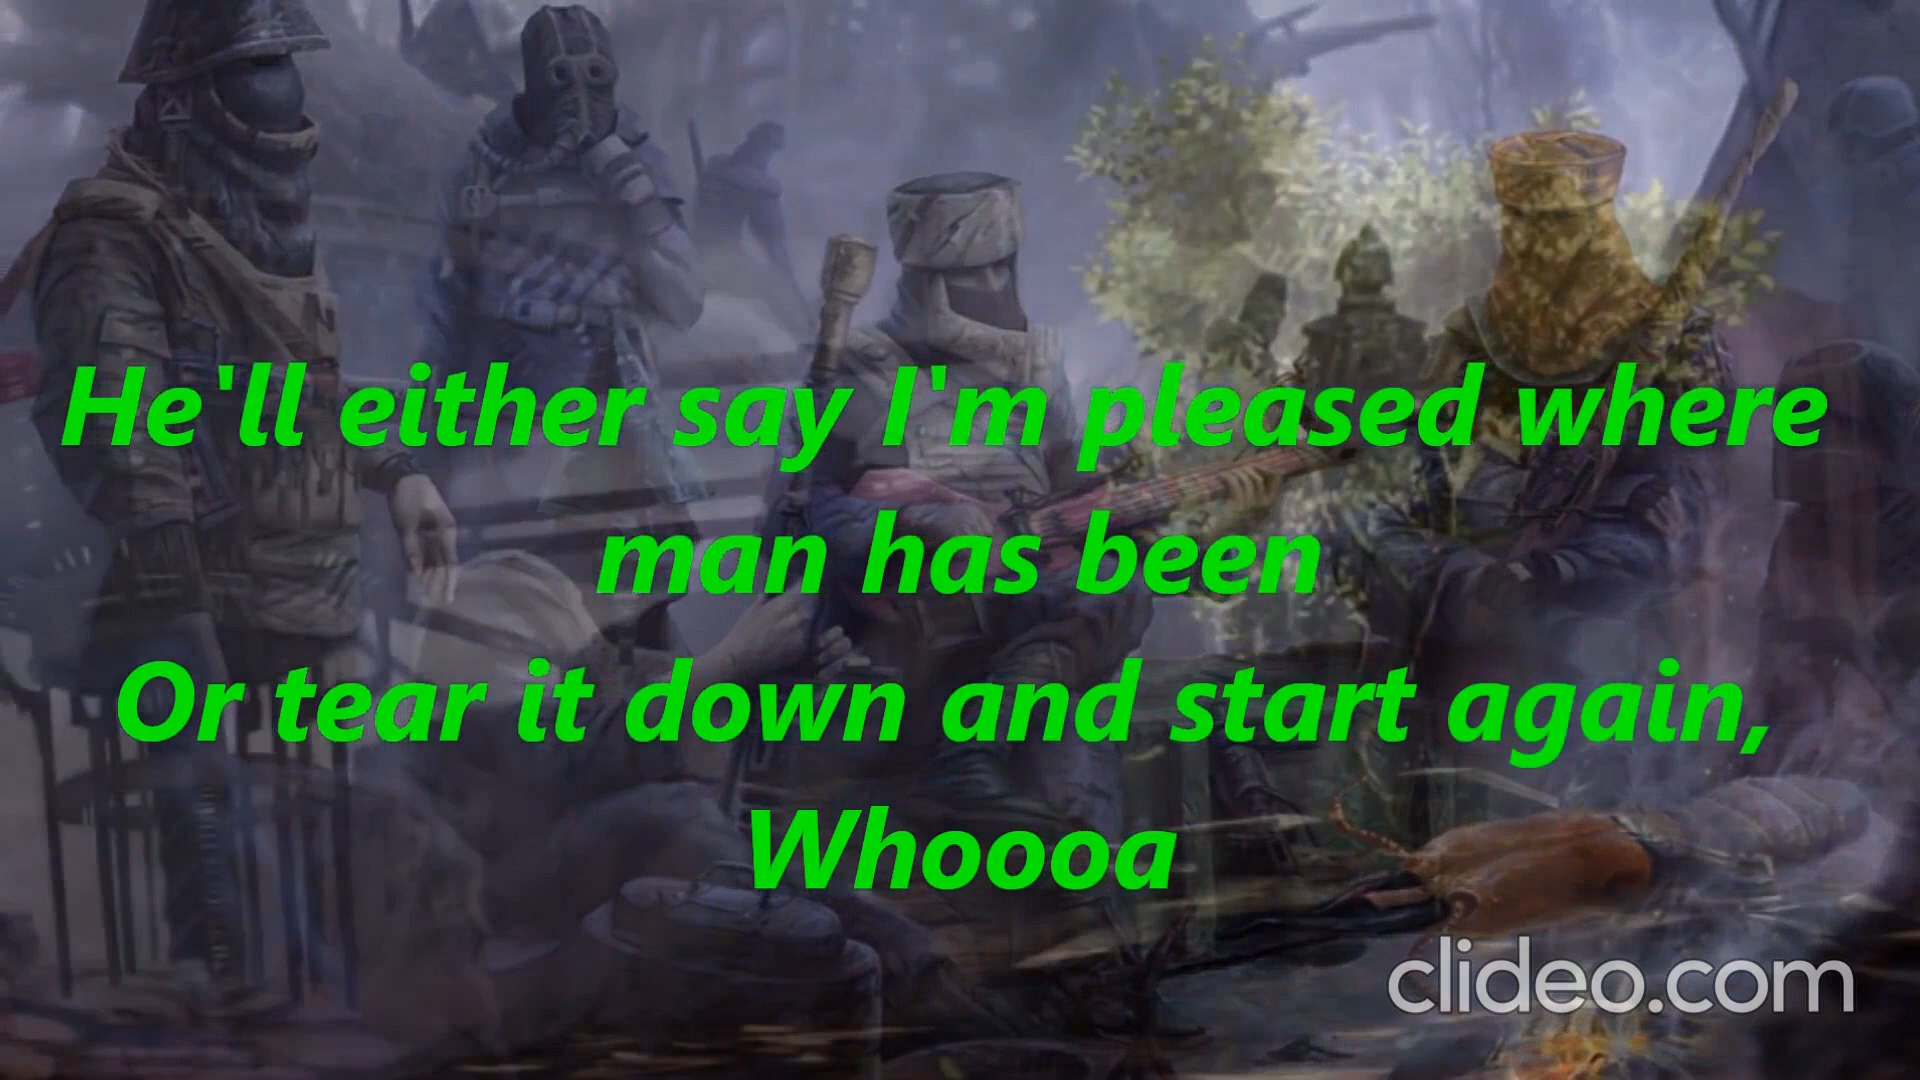 He'll either say I'm pleased where
man has been
Or tear it down and start again,
Whoooa
clideo.com